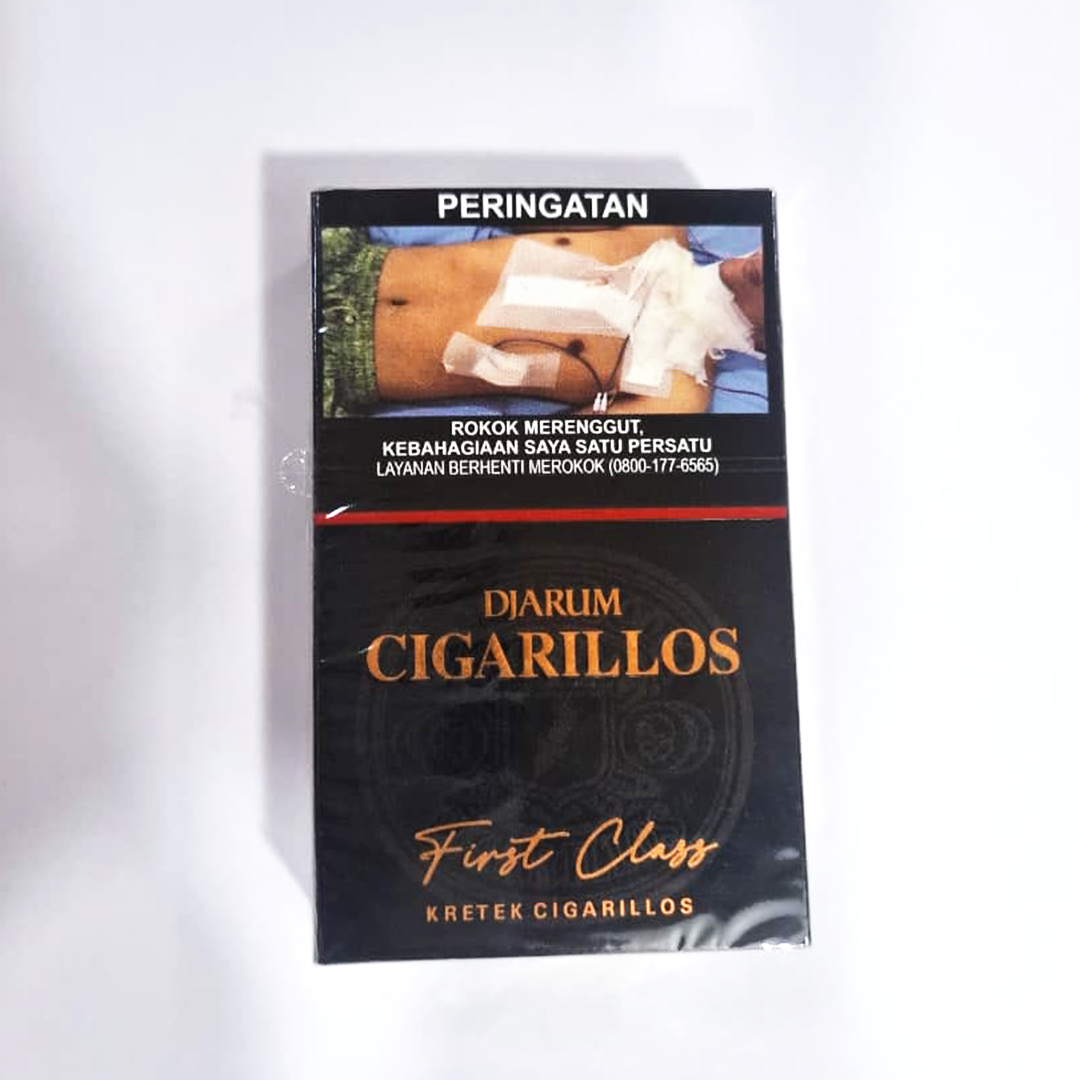 PERINGATAN
ROKOK MERENGGUT,
KEBAHAGIAAN SAYA SATU PERSATU
LAYANAN BERHENTI MEROKOK (0800-177-6565)
DJARUM
CIGARILLOS
First Class
KRETEK CIGARILLOS